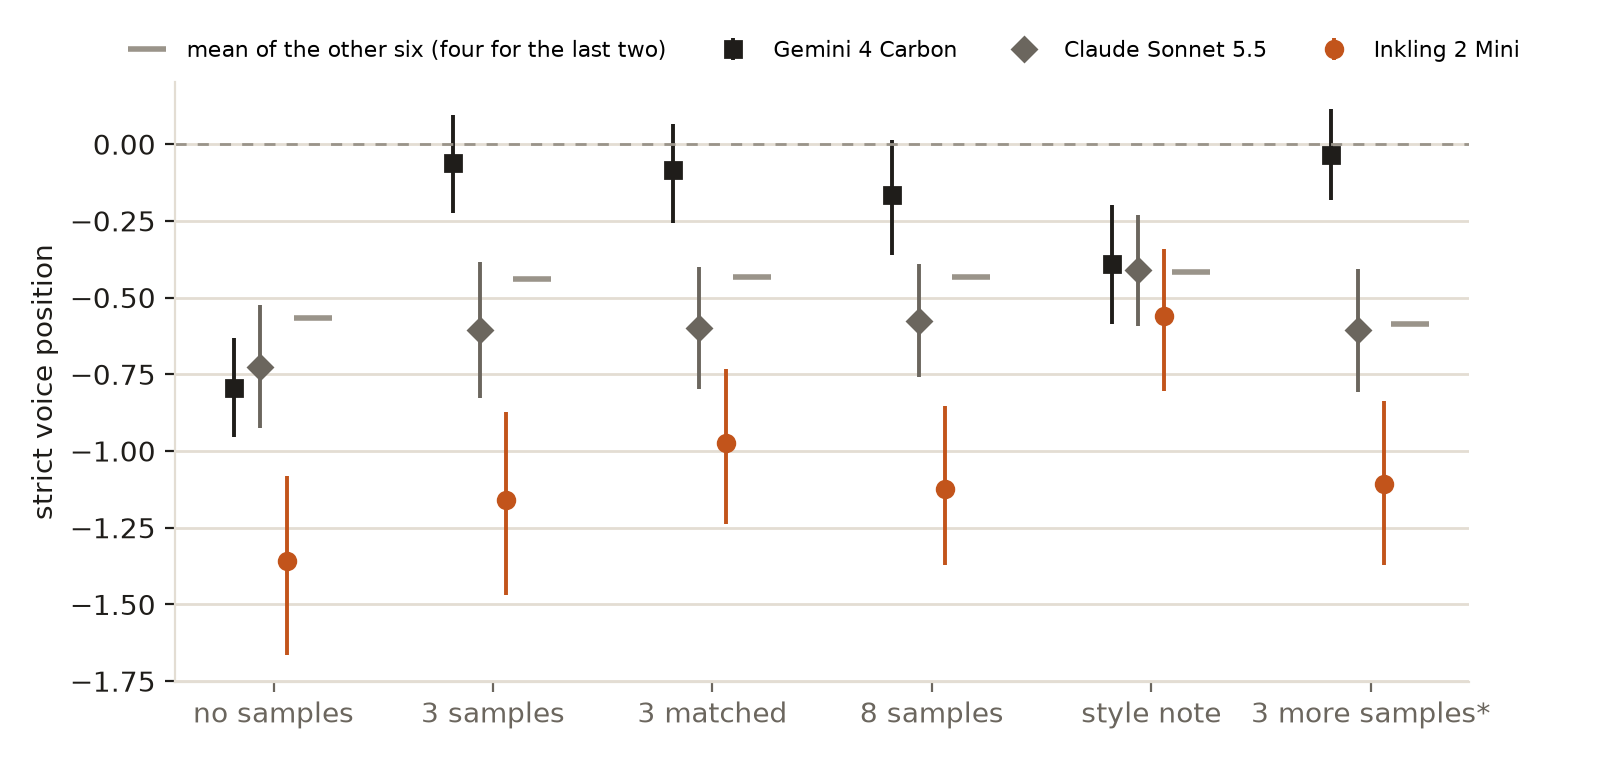 mean of the other six (four for the last two) Gemini 4 Carbon Claude Sonnet 5.5 Inkling 2 Mini
strict voice position
0.00
−0.25
−0.50
−0.75
−1.00
−1.25
−1.50
−1.75
no samples 3 samples 3 matched 8 samples style note 3 more samples*